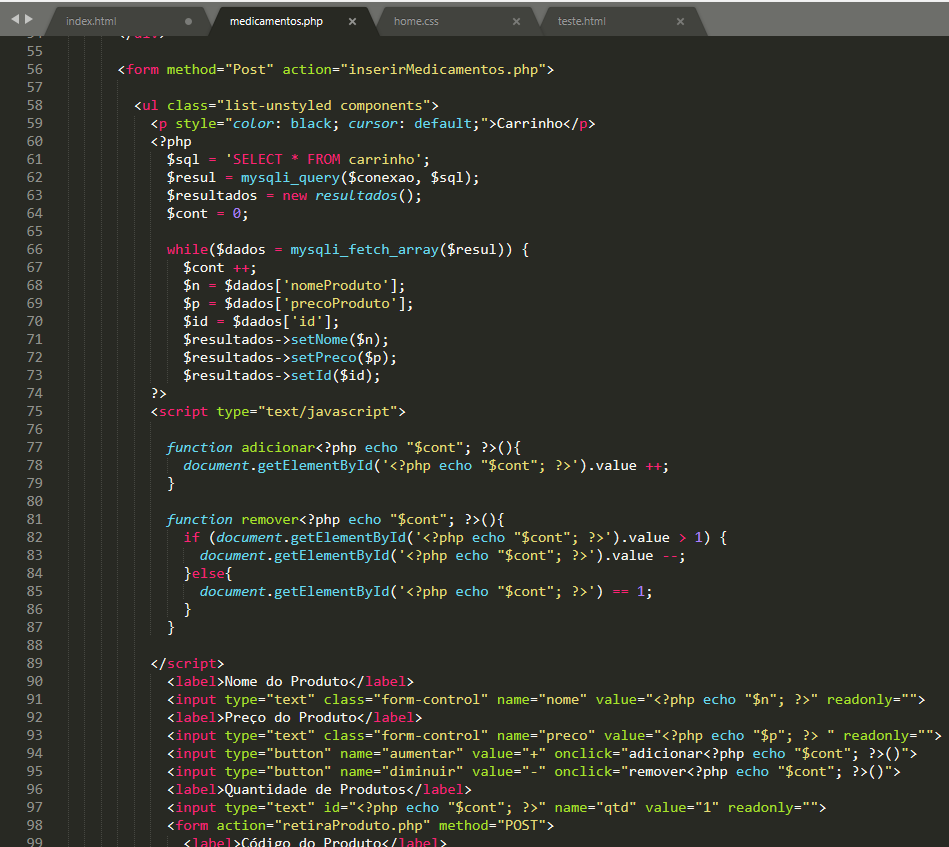 index.html
medicamentos.php
home.css
teste.html
54 </div>
55
56 <form method="Post" action="inserirMedicamentos.php">
57
58 <ul class="list-unstyled components">
59 <p style="color: black; cursor: default;">Carrinho</p>
60 <?php
61 $sql = 'SELECT * FROM carrinho';
62 $resul = mysqli_query($conexao, $sql);
63 $resultados = new resultados();
64 $cont = 0;
65
66 while($dados = mysqli_fetch_array($resul)) {
67 $cont ++;
68 $n = $dados['nomeProduto'];
69 $p = $dados['precoProduto'];
70 $id = $dados['id'];
71 $resultados->setNome($n);
72 $resultados->setPreco($p);
73 $resultados->setId($id);
74 ?>
75 <script type="text/javascript">
76
77 function adicionar<?php echo "$cont"; ?>(){
78 document.getElementById('<?php echo "$cont"; ?>').value ++;
79 }
80
81 function remover<?php echo "$cont"; ?>(){
82 if (document.getElementById('<?php echo "$cont"; ?>').value > 1) {
83 document.getElementById('<?php echo "$cont"; ?>').value --;
84 }else{
85 document.getElementById('<?php echo "$cont"; ?>') == 1;
86 }
87 }
88
89 </script>
90 <label>Nome do Produto</label>
91 <input type="text" class="form-control" name="nome" value="<?php echo "$n"; ?>" readonly="">
92 <label>Preço do Produto</label>
93 <input type="text" class="form-control" name="preco" value="<?php echo "$p"; ?> " readonly="">
94 <input type="button" name="aumentar" value="+" onclick="adicionar<?php echo "$cont"; ?>()">
95 <input type="button" name="diminuir" value="-" onclick="remover<?php echo "$cont"; ?>()">
96 <label>Quantidade de Produtos</label>
97 <input type="text" id="<?php echo "$cont"; ?>" name="qtd" value="1" readonly="">
98 <form action="retiraProduto.php" method="POST">
99 <label>Código do Produto</label>